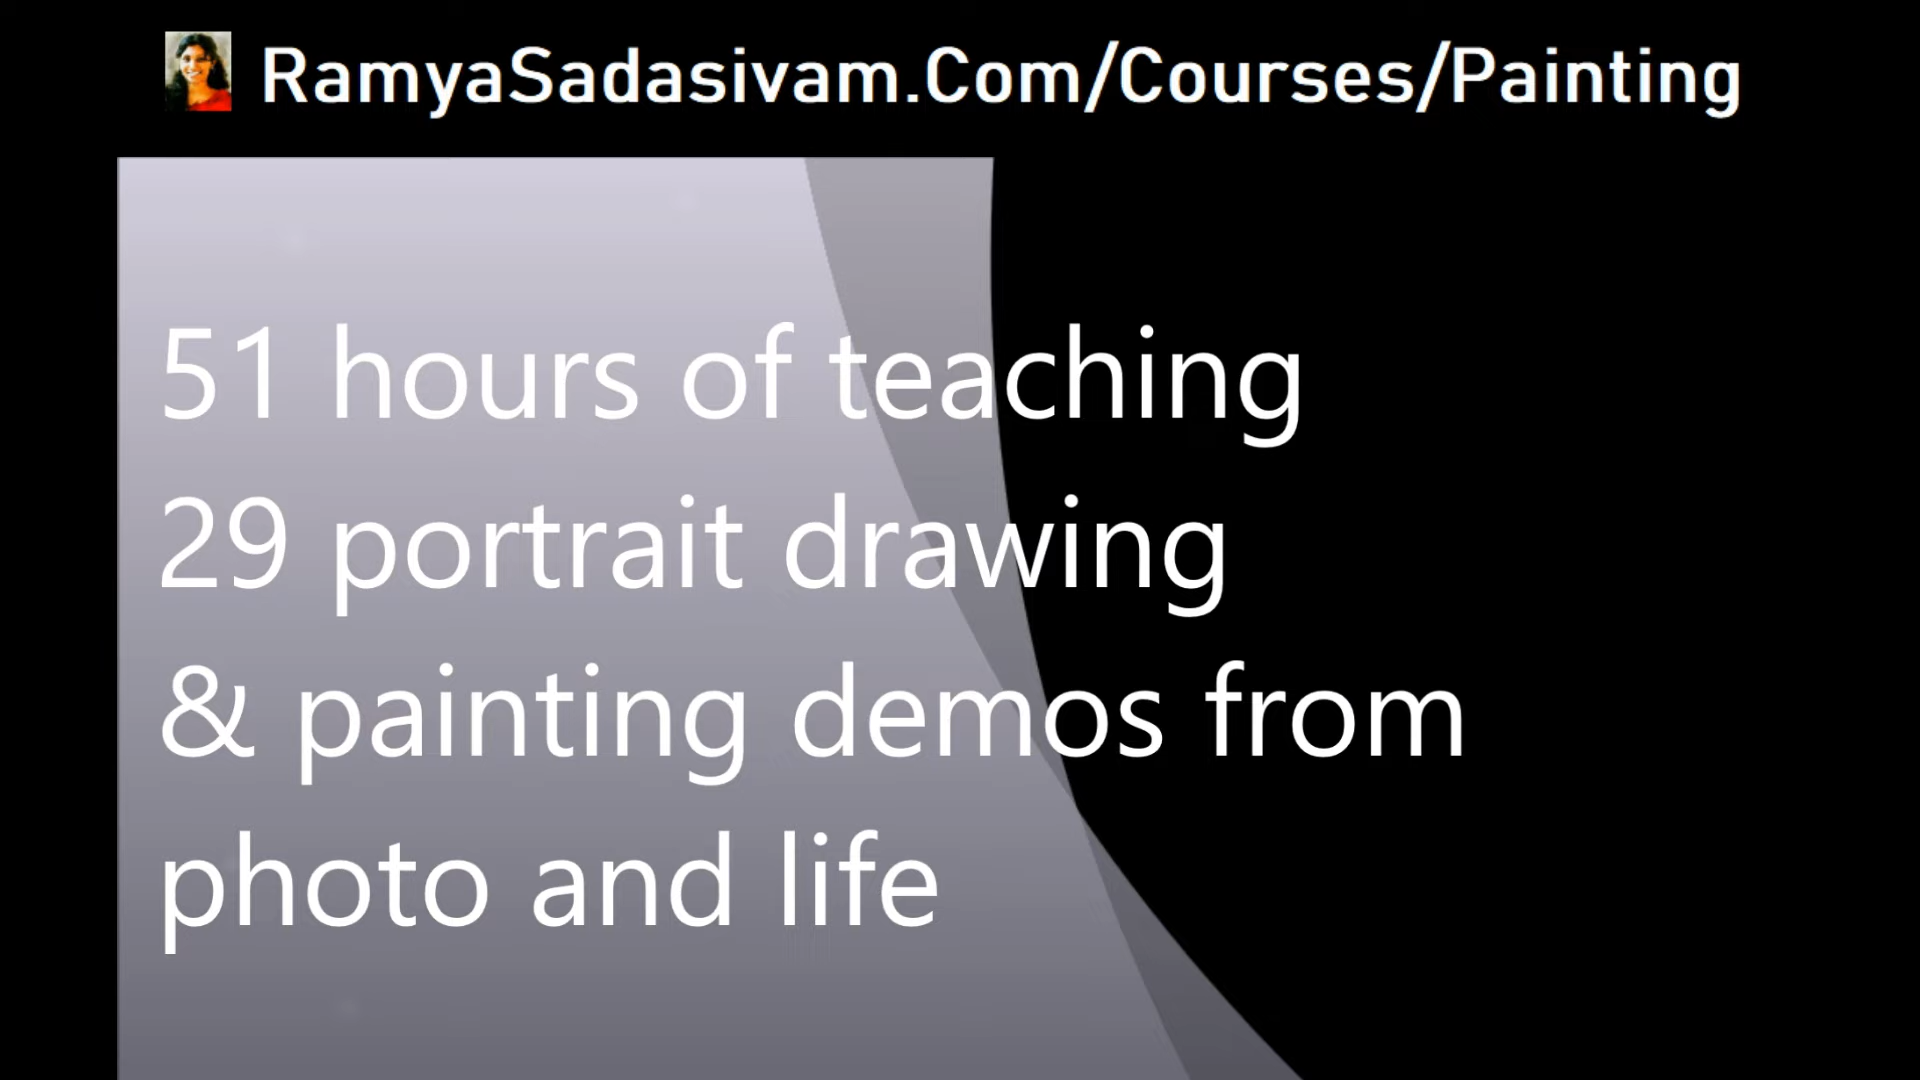 RamyaSadasivam.Com/Courses/Painting
51 hours of teaching
29 portrait drawing
& painting demos from
photo and life